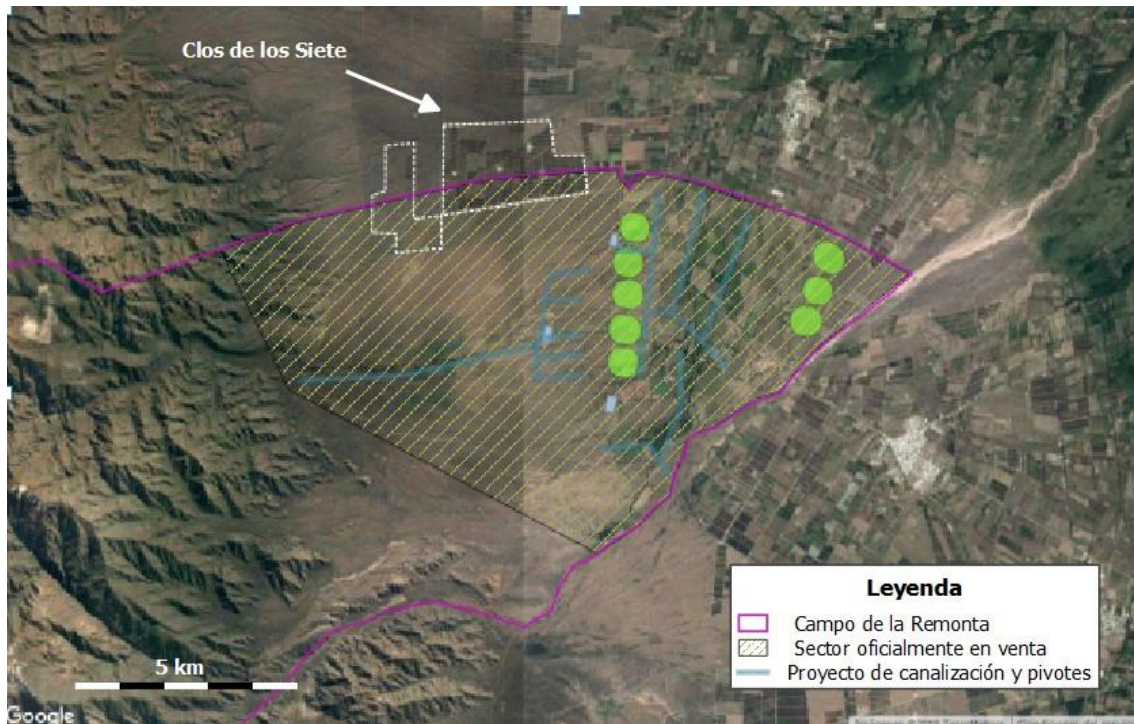 Clos de los Siete
Leyenda
Campo de la Remonta
Sector oficialmente en venta
Proyecto de canalización y pivotes
5 km
Google